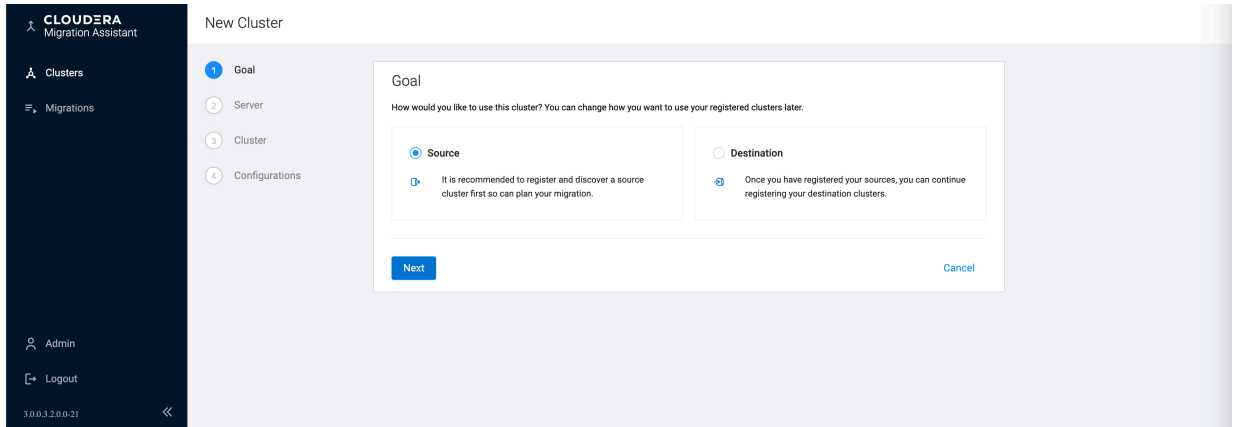 CLOUDERA
Migration Assistant
Clusters
Migrations
Admin
Logout
3.0.0.3.2.0.0-21
New Cluster
1 Goal
2 Server
3 Cluster
4 Configurations
Goal
How would you like to use this cluster? You can change how you want to use your registered clusters later.
Source
It is recommended to register and discover a source
cluster first so can plan your migration.
Destination
Once you have registered your sources, you can continue
registering your destination clusters.
Next
Cancel